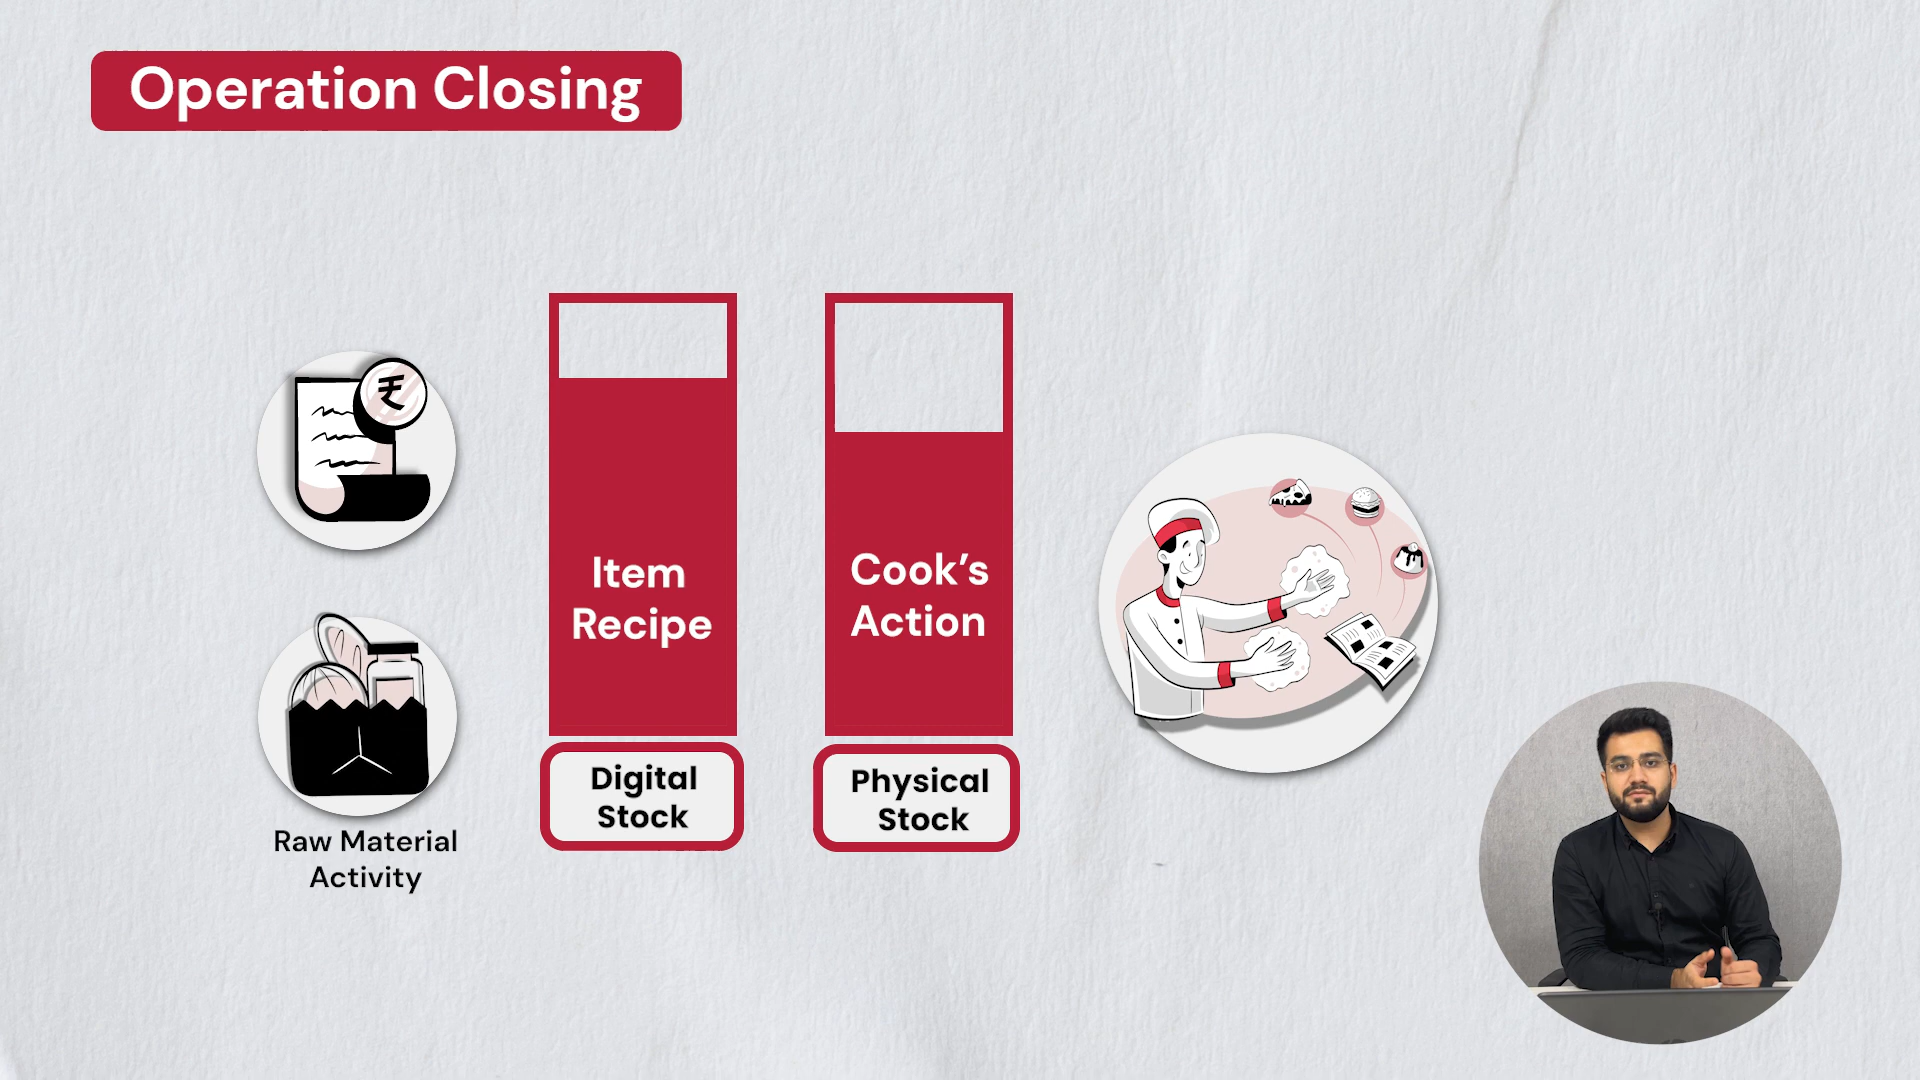 Operation Closing
₹
Raw Material
Activity
Item
Recipe
Digital
Stock
Cook’s
Action
Physical
Stock